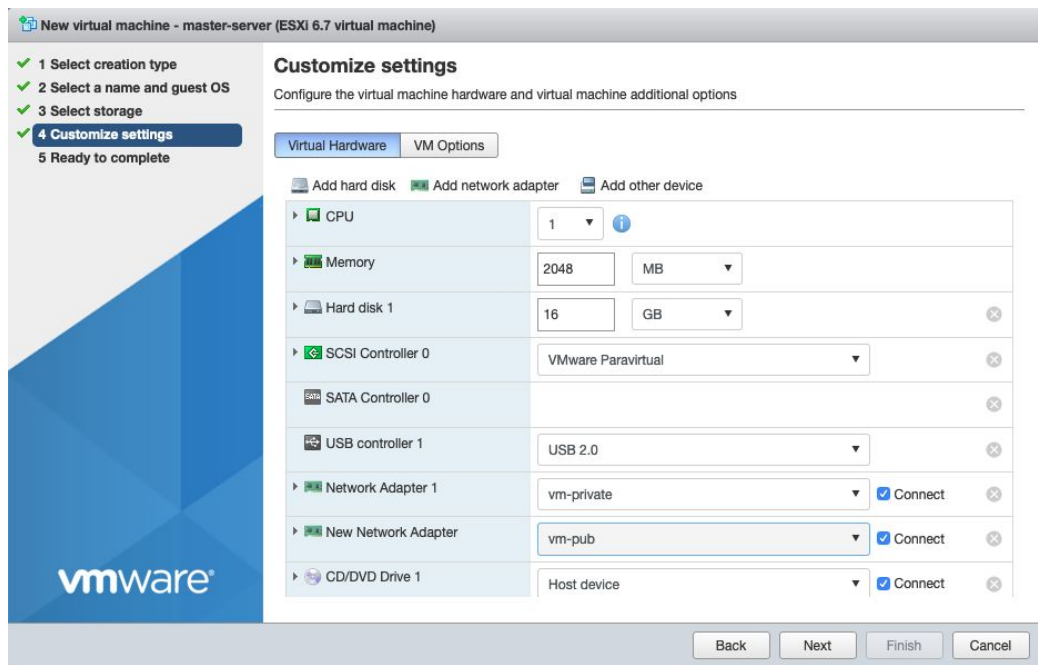 New virtual machine - master-server (ESXi 6.7 virtual machine)
1 Select creation type
2 Select a name and guest OS
3 Select storage
4 Customize settings
5 Ready to complete
vmware®
Customize settings
Configure the virtual machine hardware and virtual machine additional options
Virtual Hardware VM Options
Add hard disk Add network adapter Add other device
CPU 1
Memory 2048 MB
Hard disk 1 16 GB
SCSI Controller 0 VMware Paravirtual
SATA SATA Controller 0
USB controller 1 USB 2.0
Network Adapter 1 vm-private Connect
New Network Adapter vm-pub Connect
CD/DVD Drive 1 Host device Connect
Back Next Finish Cancel